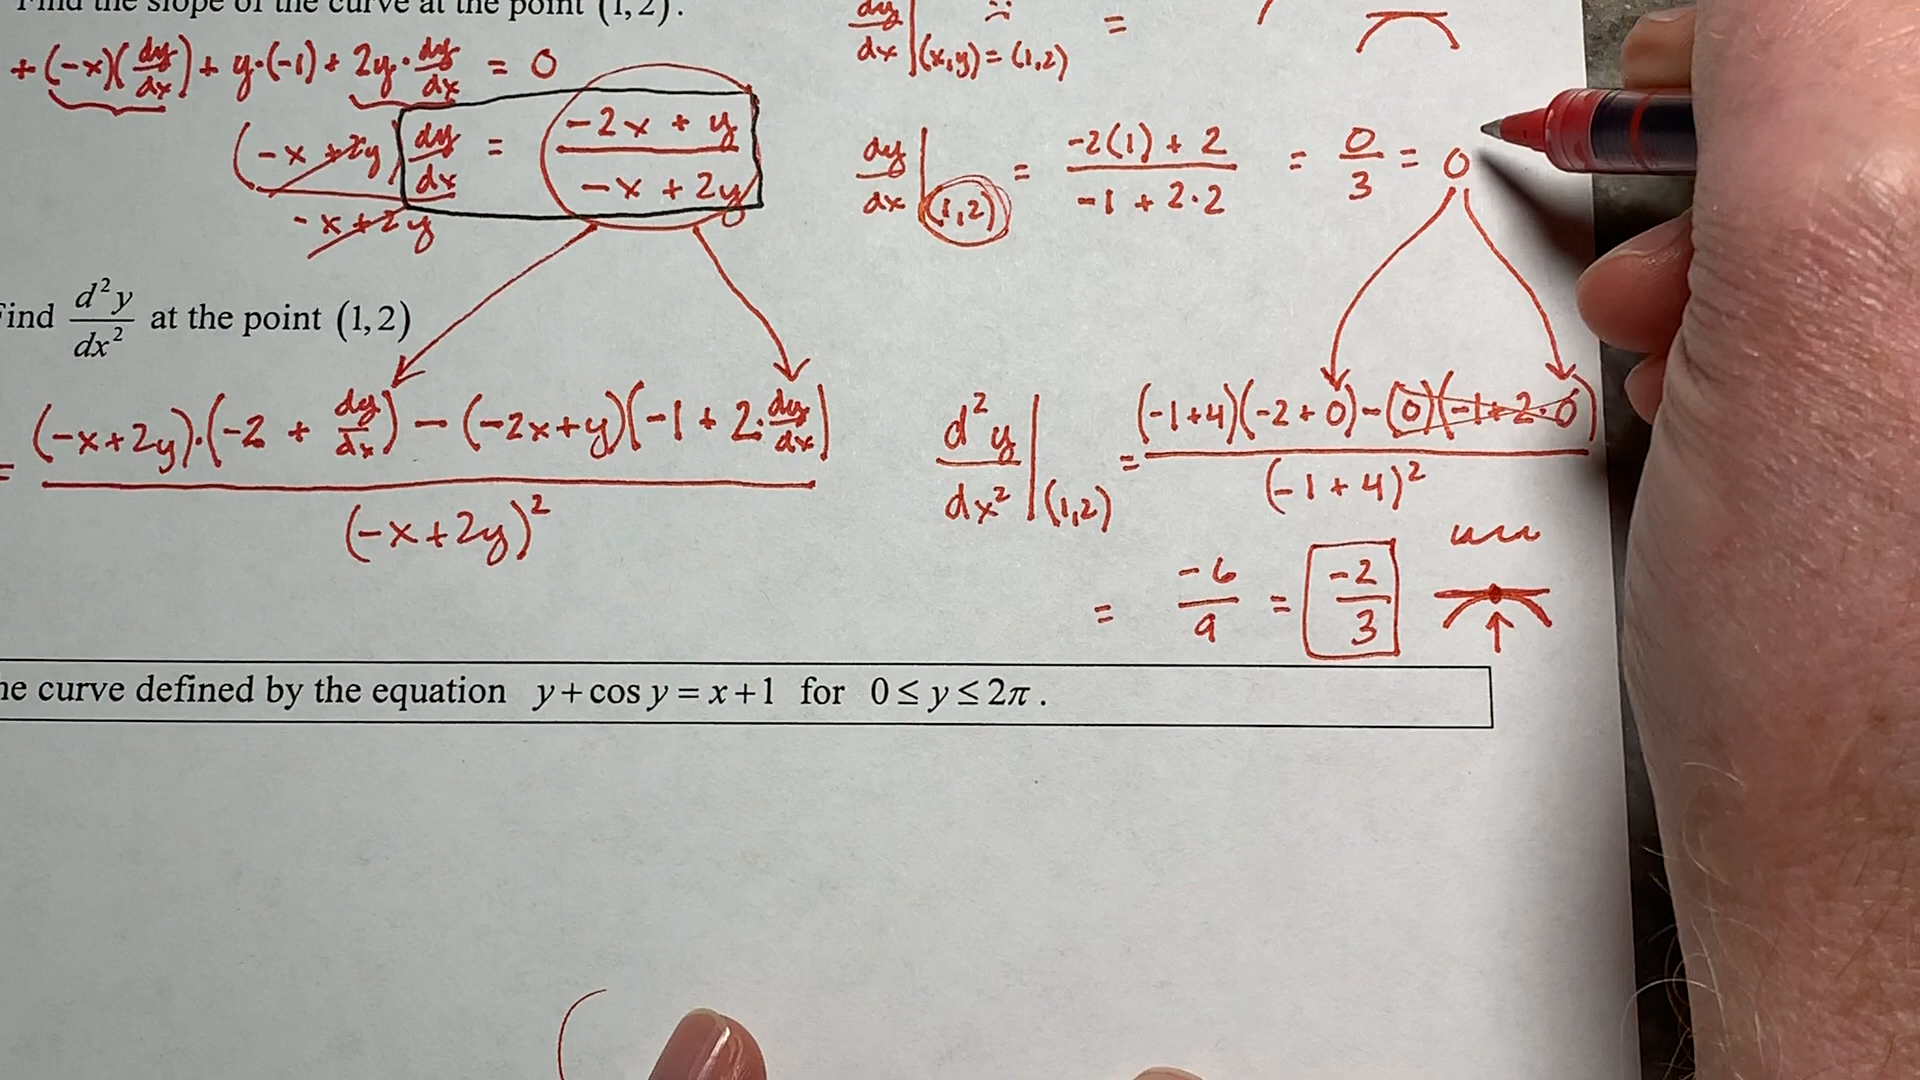 Find the slope of the curve at the point (1, 2).
dy/dx |(x,y)=(1,2) =
+ (-x)(dy/dx) + y·(-1) + 2y·dy/dx = 0
(-x+2y) dy/dx / -x+2y = -2x + y / -x + 2y
dy/dx |(1,2) = -2(1) + 2 / -1 + 2·2 = 0/3 = 0
Find d²y/dx² at the point (1, 2)
= (-x+2y)·(-2 + dy/dx) - (-2x+y)(-1 + 2·dy/dx) / (-x+2y)²
d²y/dx² |(1,2) = (-1+4)(-2+0)-(0)(-1+2·0) / (-1+4)²
= -6/9 = -2/3
he curve defined by the equation y + cos y = x + 1 for 0 ≤ y ≤ 2π.